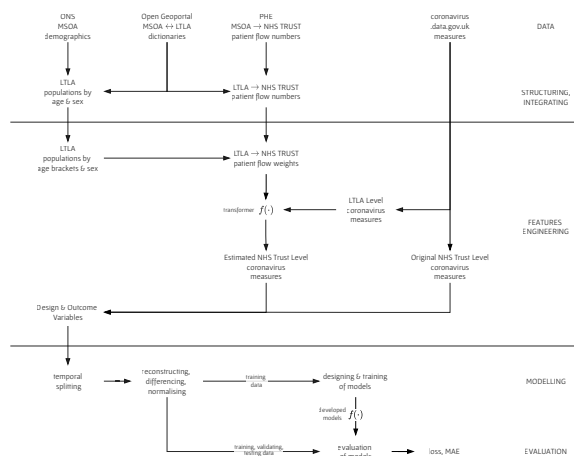 ONS
MSOA
demographics
Open Geoportal
MSOA ↔ LTLA
dictionaries
PHE
MSOA → NHS TRUST
patient flow numbers
coronavirus
.data.gov.uk
measures
DATA
LTLA
populations by
age & sex
LTLA → NHS TRUST
patient flow numbers
STRUCTURING,
INTEGRATING
LTLA
populations by
age brackets & sex
LTLA → NHS TRUST
patient flow weights
transformer f(·)
LTLA Level
coronavirus
measures
FEATURES
ENGINEERING
Estimated NHS Trust Level
coronavirus
measures
Original NHS Trust Level
coronavirus
measures
Design & Outcome
Variables
temporal
splitting
reconstructing,
differencing,
normalising
training
data
designing & training
of models
MODELLING
developed
models f(·)
training, validating,
testing data
evaluation
of models
loss, MAE
EVALUATION